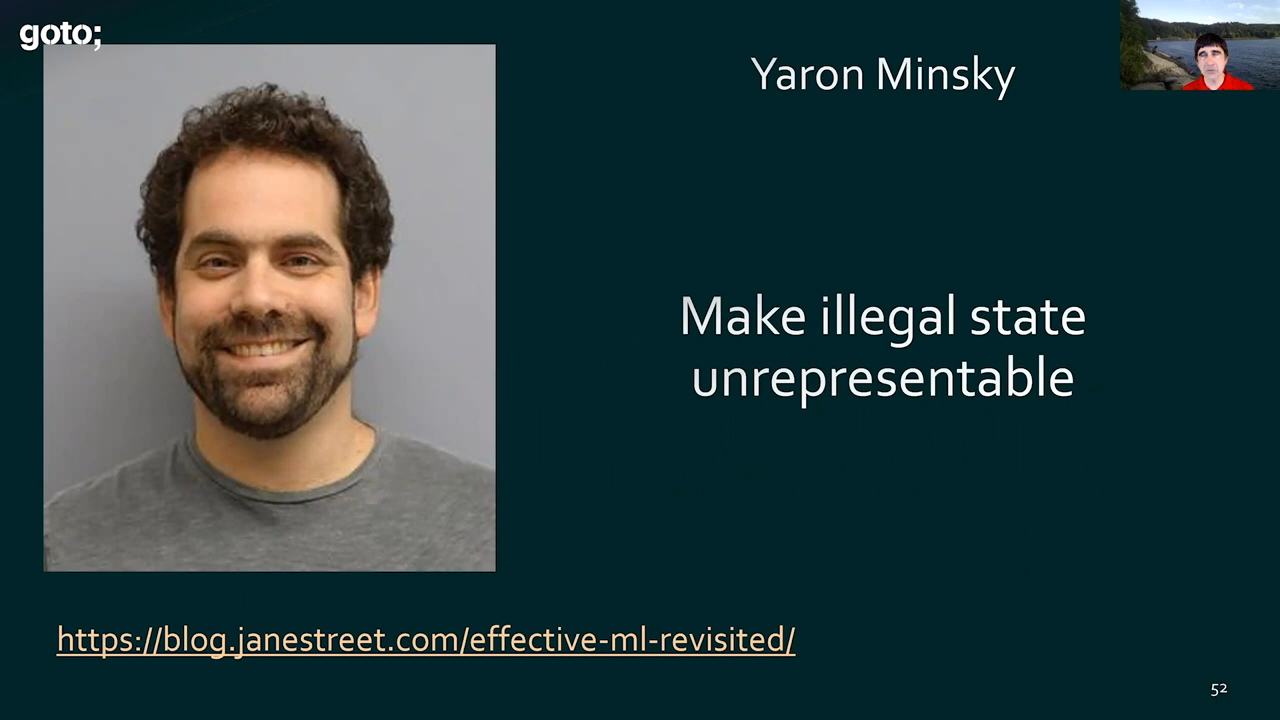 goto;
Yaron Minsky
Make illegal state
unrepresentable
https://blog.janestreet.com/effective-ml-revisited/
52